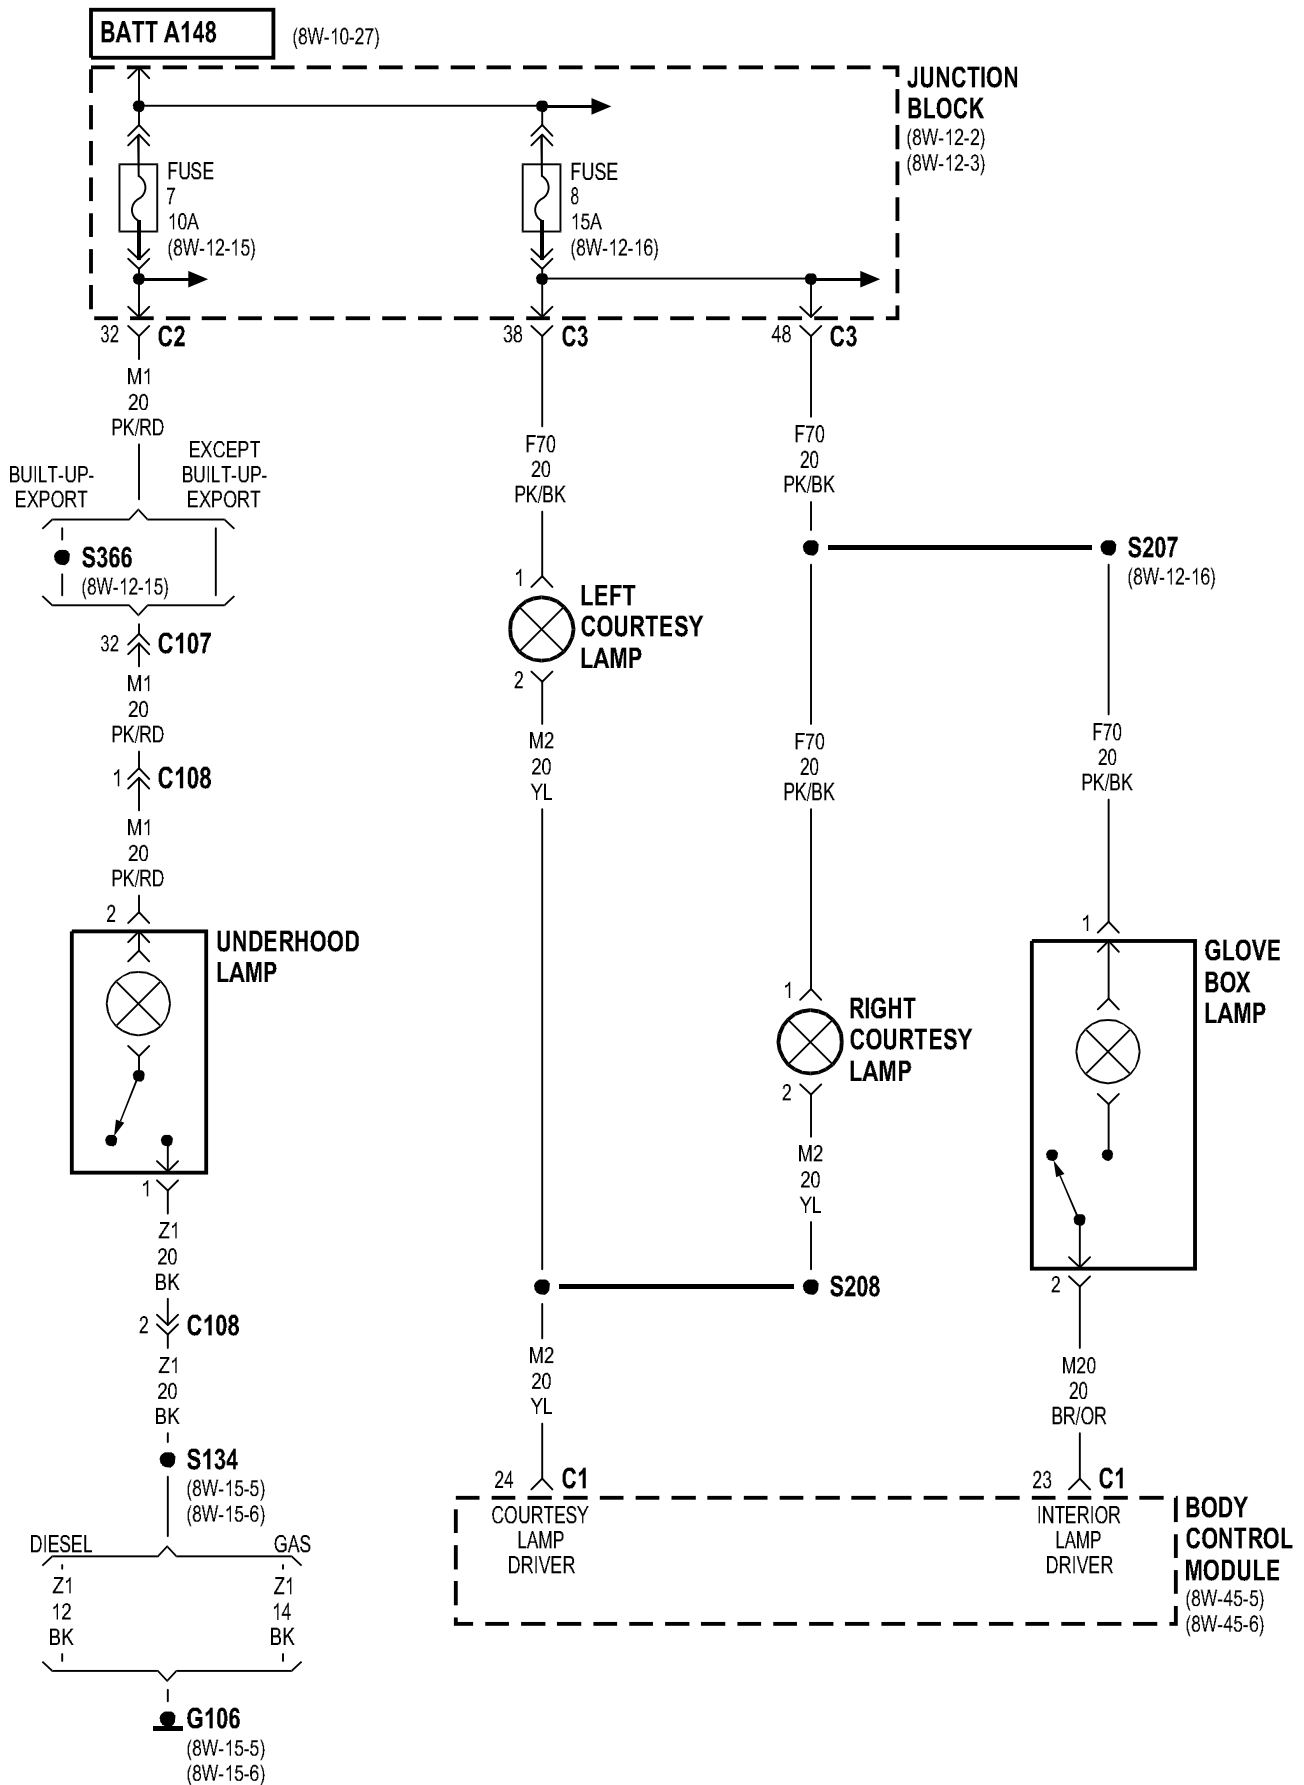 BATT A148
(8W-10-27)
JUNCTION
BLOCK
(8W-12-2)
(8W-12-3)
FUSE
7
10A
(8W-12-15)
FUSE
8
15A
(8W-12-16)
32
C2
38
C3
48
C3
M1
20
PK/RD
BUILT-UP-
EXPORT
EXCEPT
BUILT-UP-
EXPORT
S366
(8W-12-15)
32
C107
M1
20
PK/RD
1
C108
M1
20
PK/RD
2
UNDERHOOD
LAMP
1
Z1
20
BK
2
C108
Z1
20
BK
S134
(8W-15-5)
(8W-15-6)
DIESEL
GAS
Z1
12
BK
Z1
14
BK
G106
(8W-15-5)
(8W-15-6)
F70
20
PK/BK
1
LEFT
COURTESY
LAMP
2
M2
20
YL
F70
20
PK/BK
S207
(8W-12-16)
F70
20
PK/BK
1
RIGHT
COURTESY
LAMP
2
M2
20
YL
S208
M2
20
YL
24
C1
F70
20
PK/BK
1
GLOVE
BOX
LAMP
2
M20
20
BR/OR
23
C1
COURTESY
LAMP
DRIVER
INTERIOR
LAMP
DRIVER
BODY
CONTROL
MODULE
(8W-45-5)
(8W-45-6)